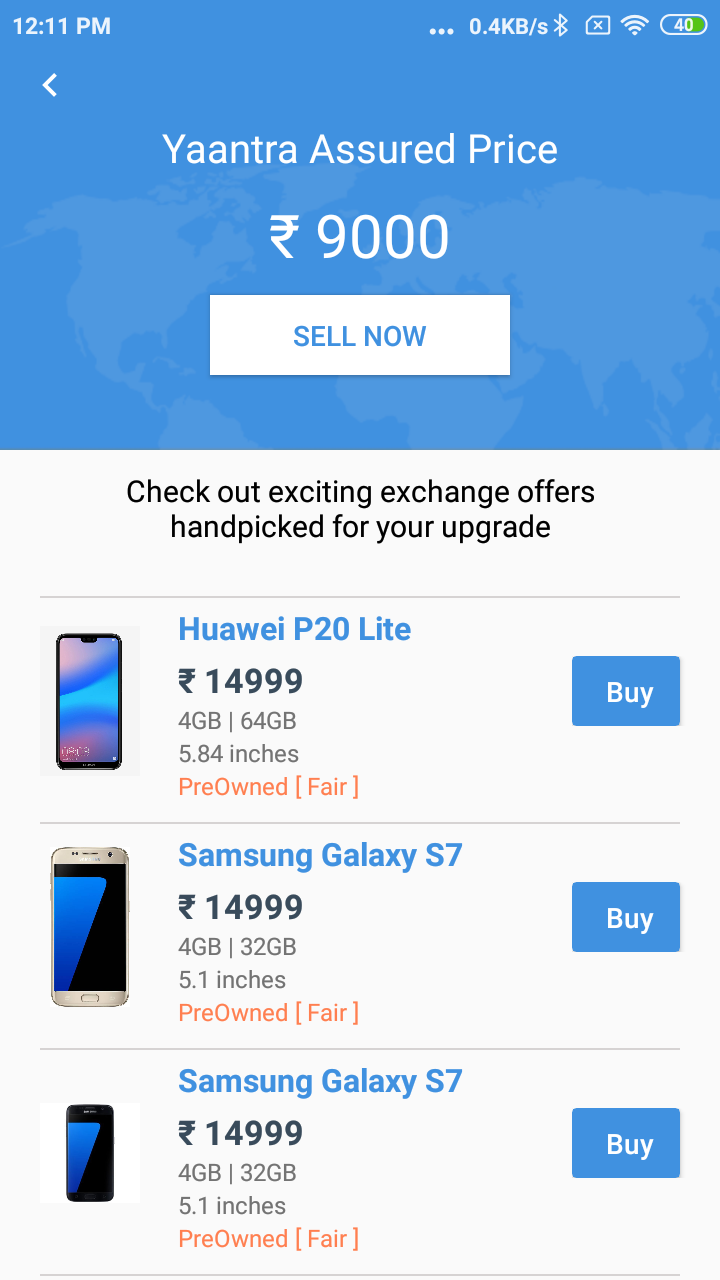 12:11 PM
... 0.4KB/s 40
Yaantra Assured Price
₹ 9000
SELL NOW
Check out exciting exchange offers
handpicked for your upgrade
Huawei P20 Lite
₹ 14999
4GB | 64GB
5.84 inches
PreOwned [ Fair ]
Buy
Samsung Galaxy S7
₹ 14999
4GB | 32GB
5.1 inches
PreOwned [ Fair ]
Buy
Samsung Galaxy S7
₹ 14999
4GB | 32GB
5.1 inches
PreOwned [ Fair ]
Buy